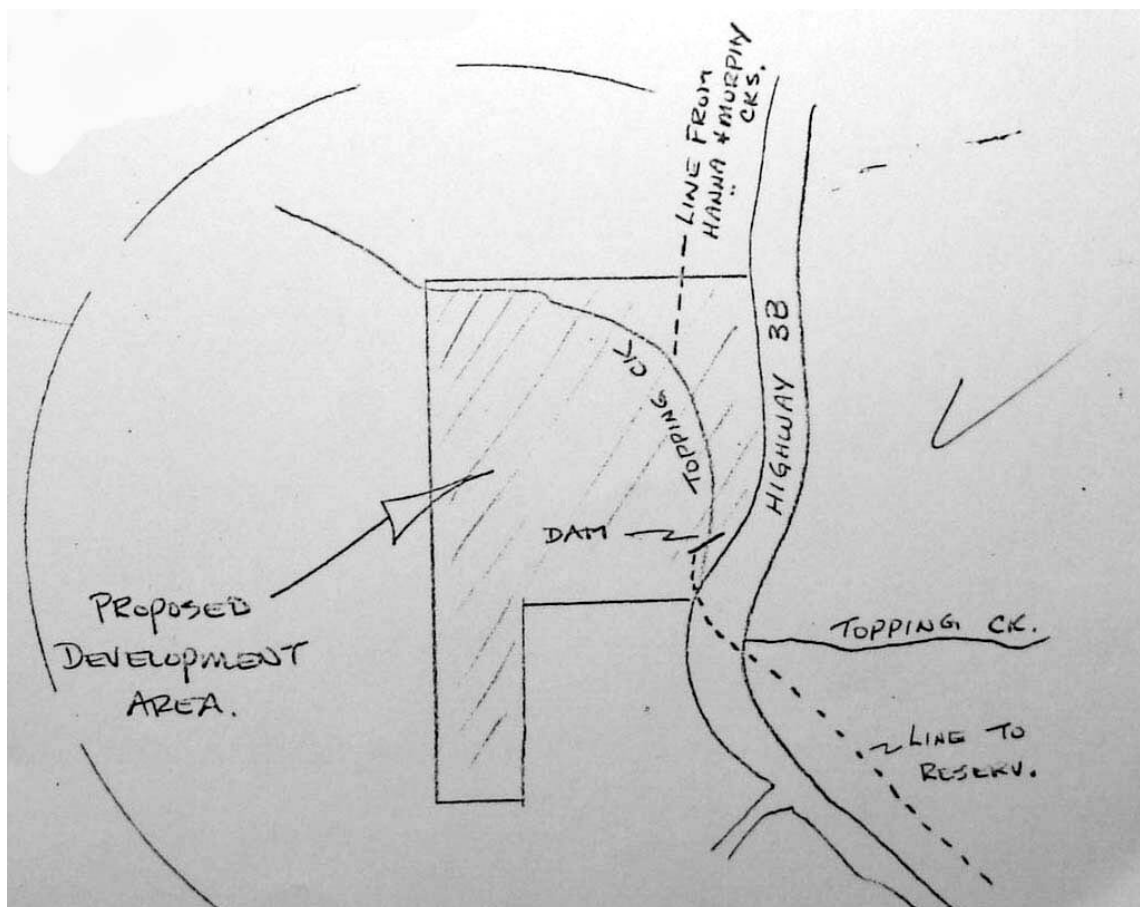 LINE FROM
HANNA & MURPHY
CKS.
HIGHWAY 3B
TOPPING CK
DAM
PROPOSED
DEVELOPMENT
AREA.
TOPPING CK.
LINE TO
RESERV.